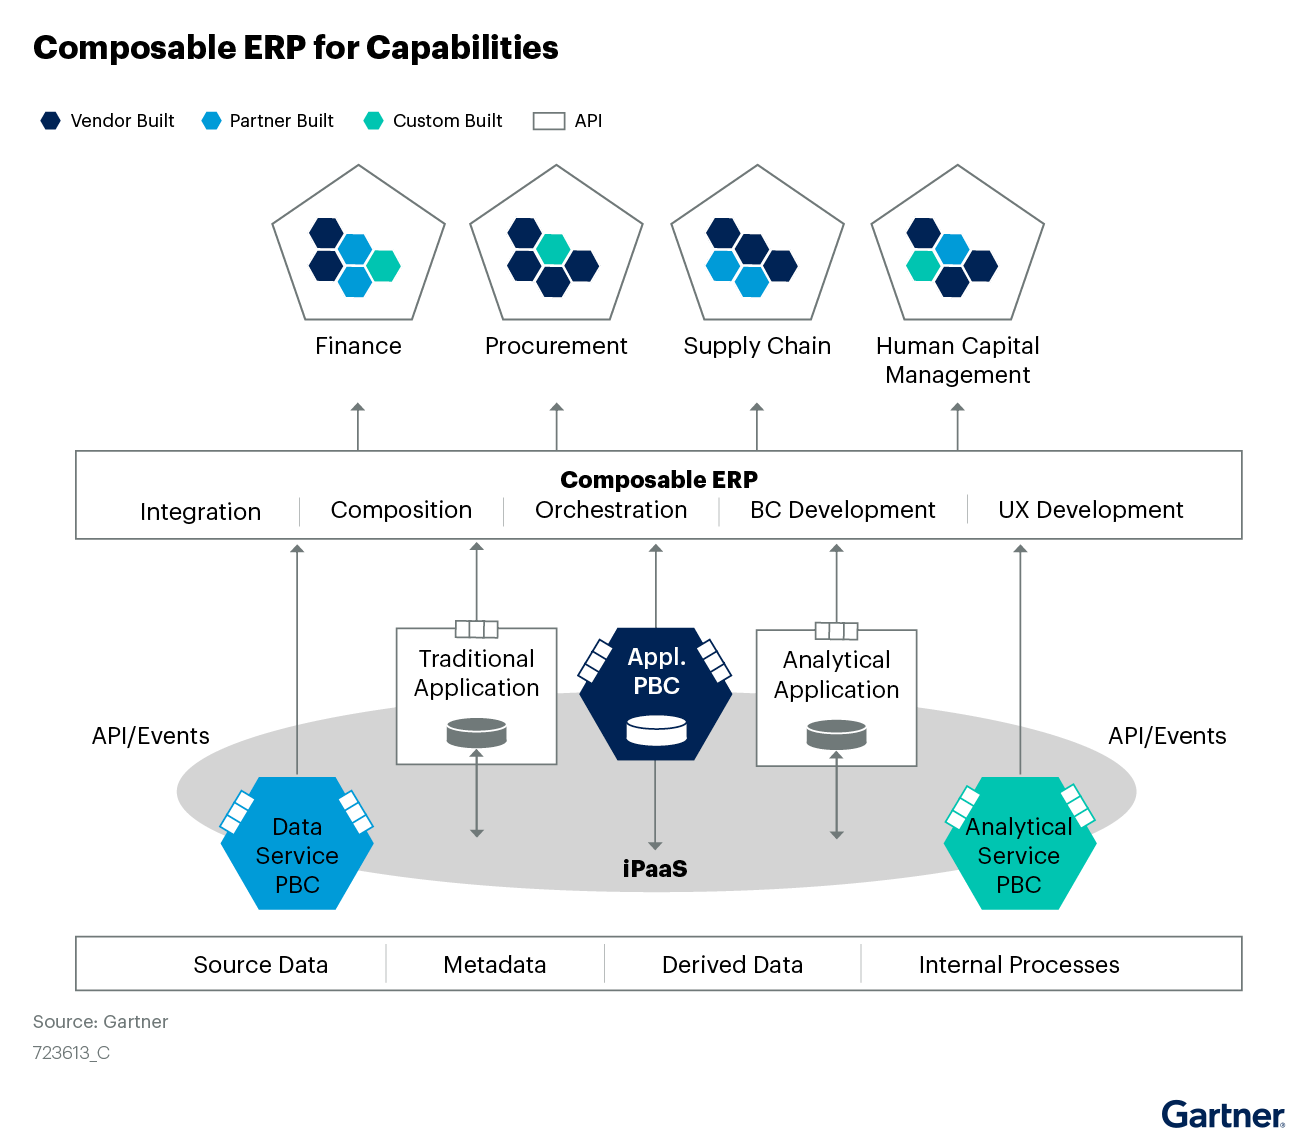 Composable ERP for Capabilities
Vendor Built
Partner Built
Custom Built
API
Finance
Procurement
Supply Chain
Human Capital
Management
Composable ERP
Integration
Composition
Orchestration
BC Development
UX Development
Traditional
Application
Appl.
PBC
Analytical
Application
API/Events
API/Events
Data
Service
PBC
iPaaS
Analytical
Service
PBC
Source Data
Metadata
Derived Data
Internal Processes
Source: Gartner
723613_C
Gartner®